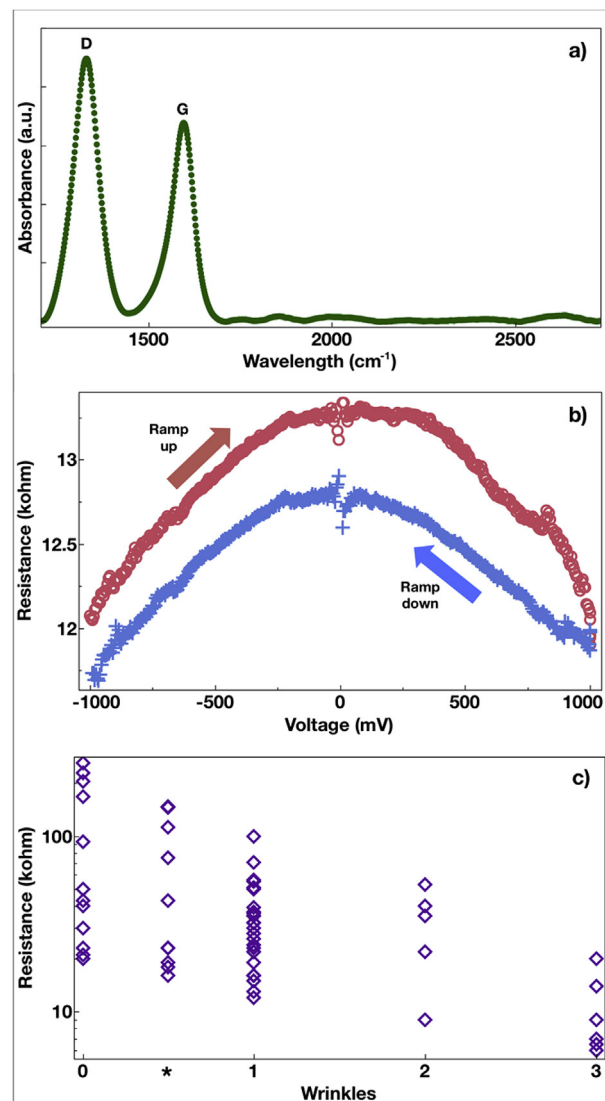 a)
D
G
Absorbance (a.u.)
1500 2000 2500
Wavelength (cm⁻¹)
b)
Ramp
up
13
12.5
12
Resistance (kohm)
Ramp
down
-1000 -500 0 500 1000
Voltage (mV)
c)
100
10
Resistance (kohm)
0 * 1 2 3
Wrinkles